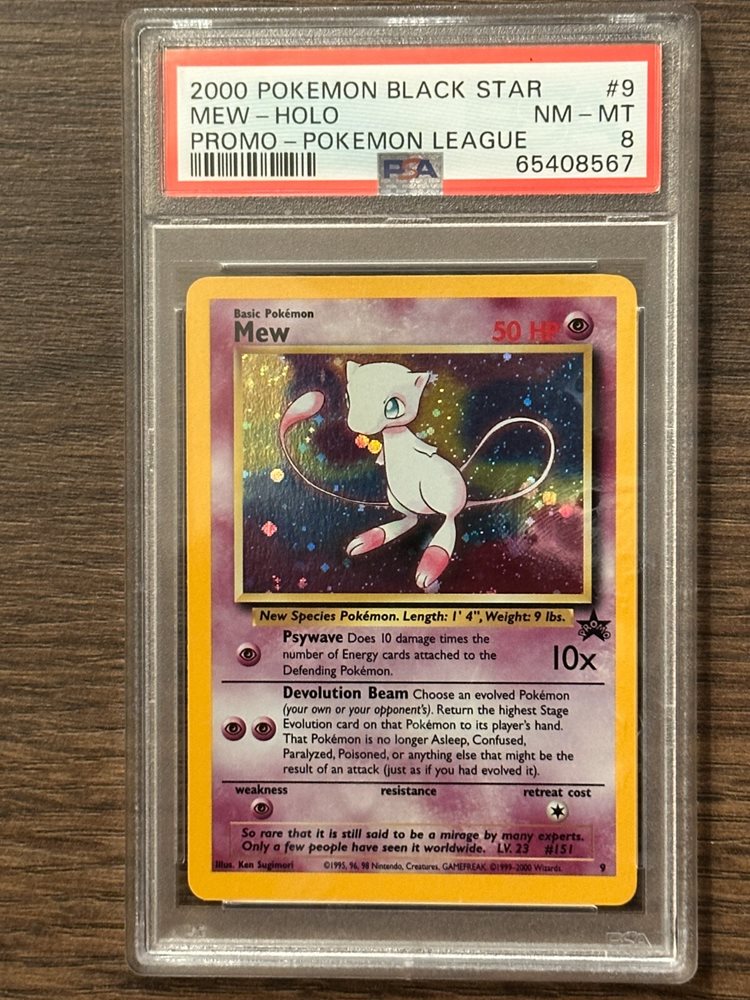 2000 POKEMON BLACK STAR #9
MEW - HOLO NM - MT
PROMO - POKEMON LEAGUE 8
PSA 65408567
Basic Pokémon
Mew 50 HP
New Species Pokémon. Length: 1' 4", Weight: 9 lbs.
PROMO
Psywave Does 10 damage times the
number of Energy cards attached to the
Defending Pokémon.
10x
Devolution Beam Choose an evolved Pokémon
(your own or your opponent's). Return the highest Stage
Evolution card on that Pokémon to its player's hand.
That Pokémon is no longer Asleep, Confused,
Paralyzed, Poisoned, or anything else that might be the
result of an attack (just as if you had evolved it).
weakness resistance retreat cost
So rare that it is still said to be a mirage by many experts.
Only a few people have seen it worldwide. LV. 23 #151
Illus. Ken Sugimori ©1995, 96, 98 Nintendo, Creatures, GAMEFREAK. ©1999-2000 Wizards. 9
PSA